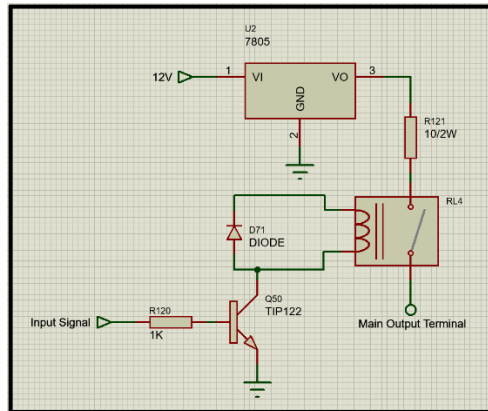 U2
7805
12V
1
VI
VO
3
GND
2
R121
10/2W
RL4
D71
DIODE
Q50
TIP122
R120
Input Signal
1K
Main Output Terminal